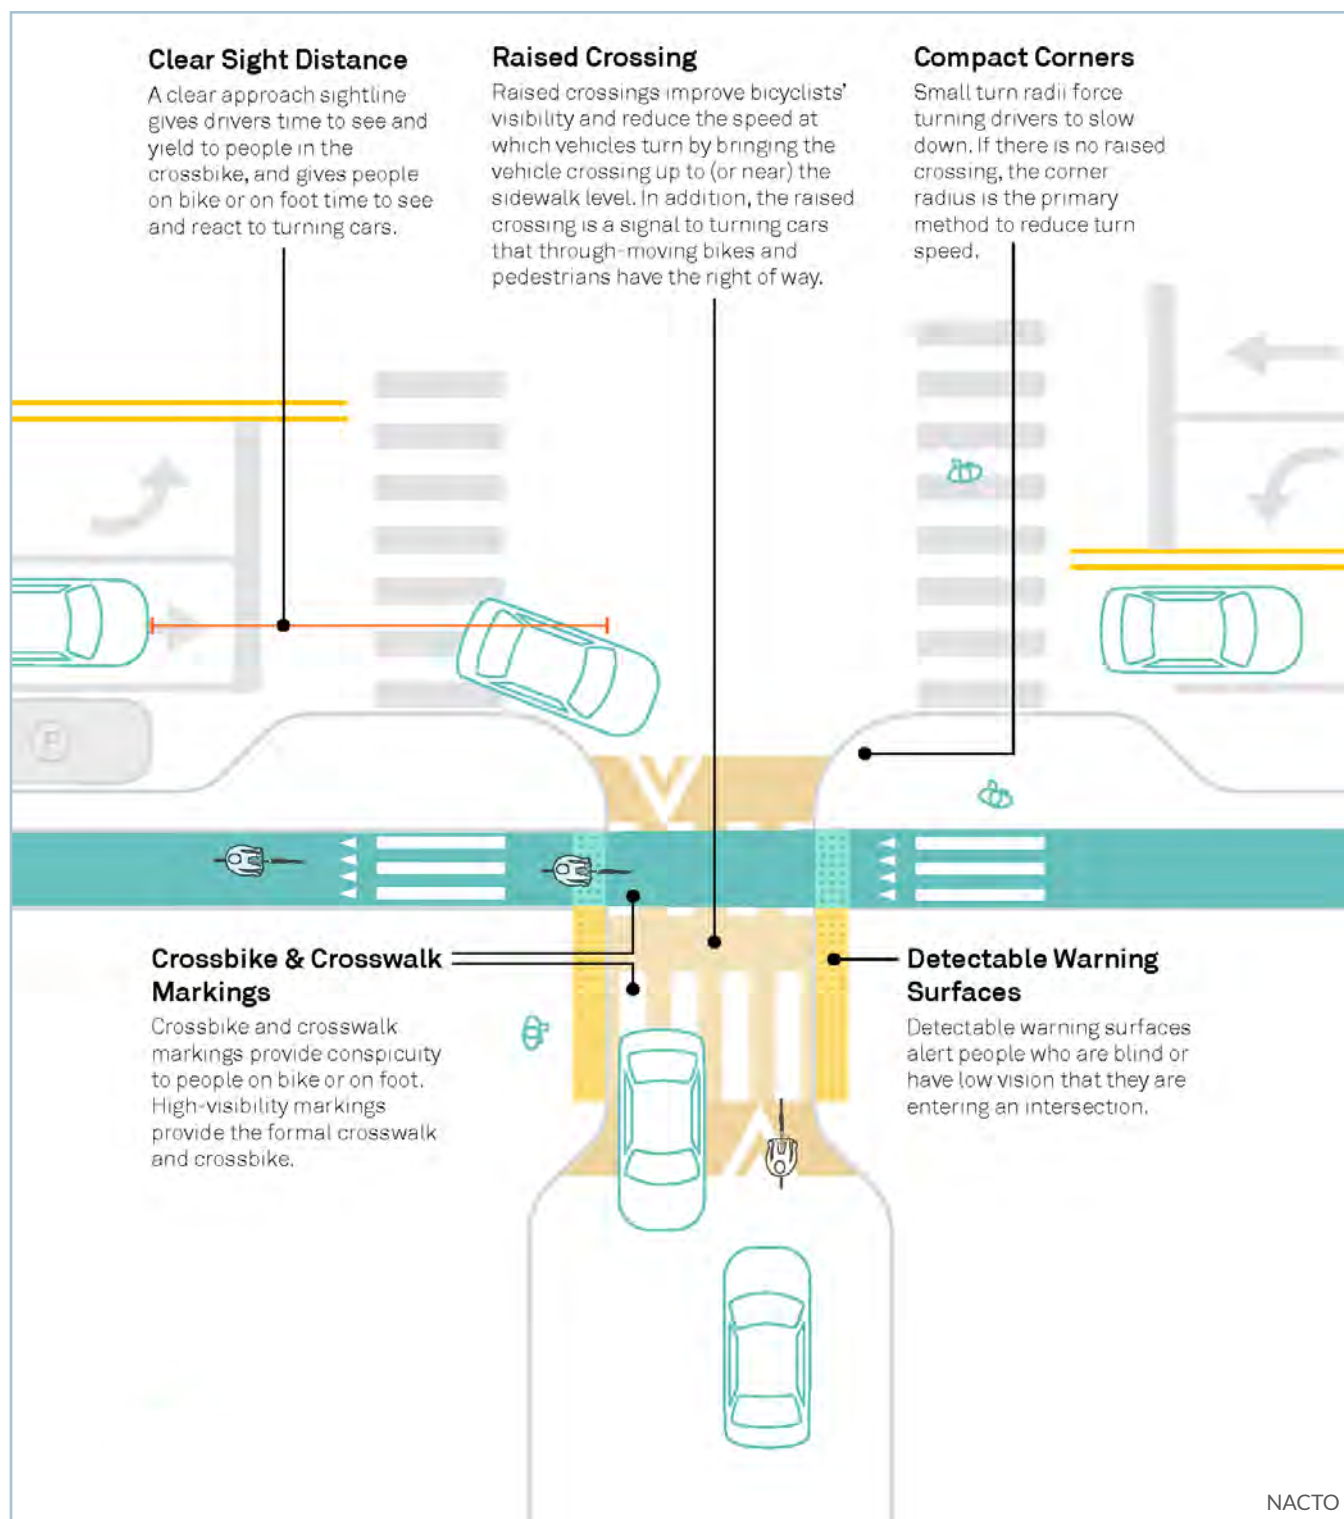 Clear Sight Distance
A clear approach sightline
gives drivers time to see and
yield to people in the
crossbike, and gives people
on bike or on foot time to see
and react to turning cars.
Raised Crossing
Raised crossings improve bicyclists'
visibility and reduce the speed at
which vehicles turn by bringing the
vehicle crossing up to (or near) the
sidewalk level. In addition, the raised
crossing is a signal to turning cars
that through-moving bikes and
pedestrians have the right of way.
Compact Corners
Small turn radii force
turning drivers to slow
down. If there is no raised
crossing, the corner
radius is the primary
method to reduce turn
speed.
P
Crossbike & Crosswalk
Markings
Crossbike and crosswalk
markings provide conspicuity
to people on bike or on foot.
High-visibility markings
provide the formal crosswalk
and crossbike.
Detectable Warning
Surfaces
Detectable warning surfaces
alert people who are blind or
have low vision that they are
entering an intersection.
NACTO